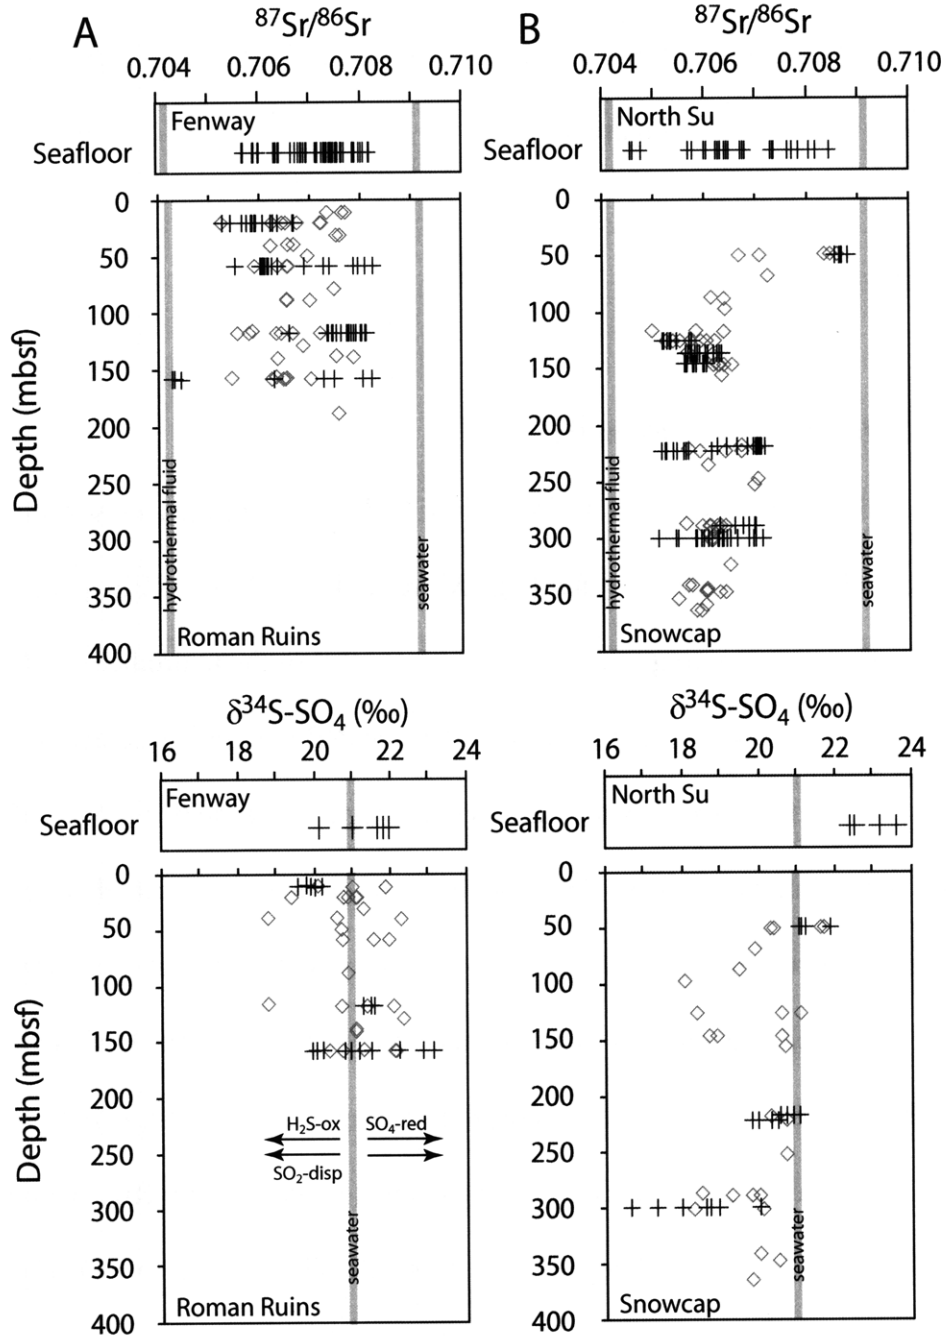 A
87Sr/86Sr
0.704 0.706 0.708 0.710
Fenway
Seafloor
0
50
100
150
200
250
300
350
400
Depth (mbsf)
hydrothermal fluid
seawater
Roman Ruins
B
87Sr/86Sr
0.704 0.706 0.708 0.710
North Su
Seafloor
0
50
100
150
200
250
300
350
hydrothermal fluid
seawater
Snowcap
δ34S-SO4 (‰)
16 18 20 22 24
Fenway
Seafloor
0
50
100
150
200
250
300
350
400
Depth (mbsf)
H2S-ox SO4-red
SO2-disp
seawater
Roman Ruins
δ34S-SO4 (‰)
16 18 20 22 24
North Su
Seafloor
0
50
100
150
200
250
300
350
400
seawater
Snowcap